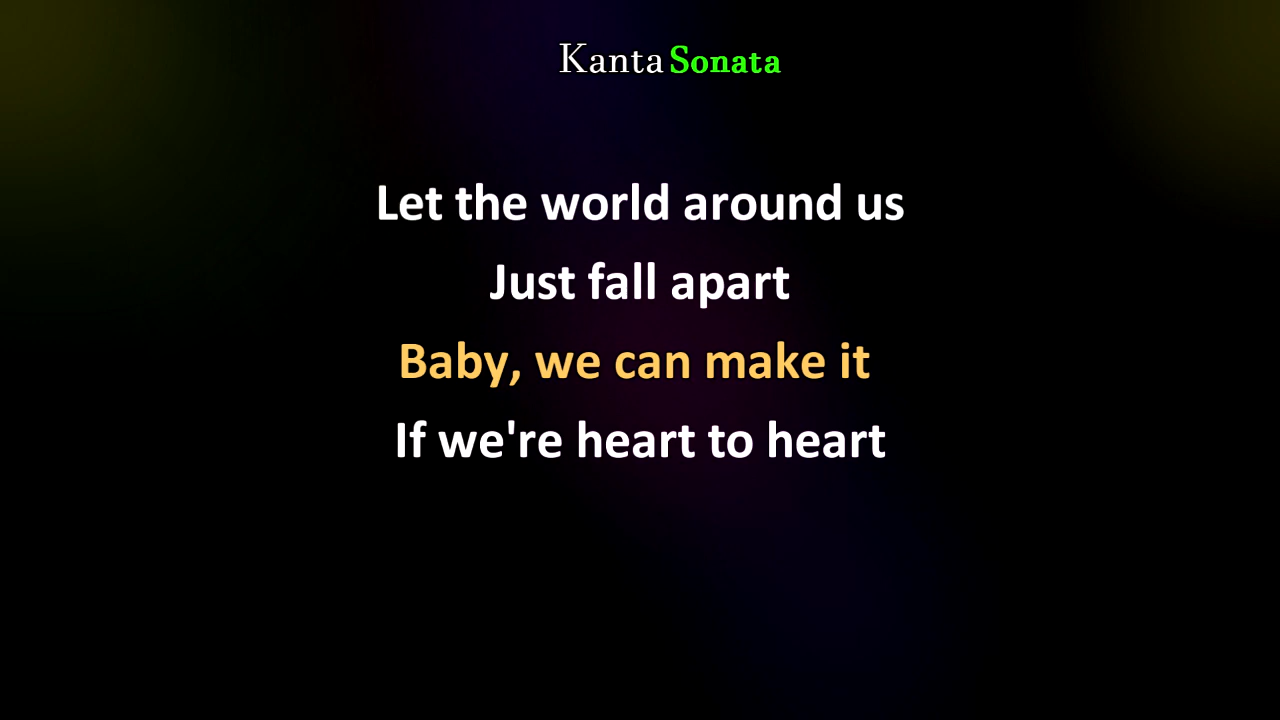 Kanta Sonata
Let the world around us
Just fall apart
Baby, we can make it
If we're heart to heart